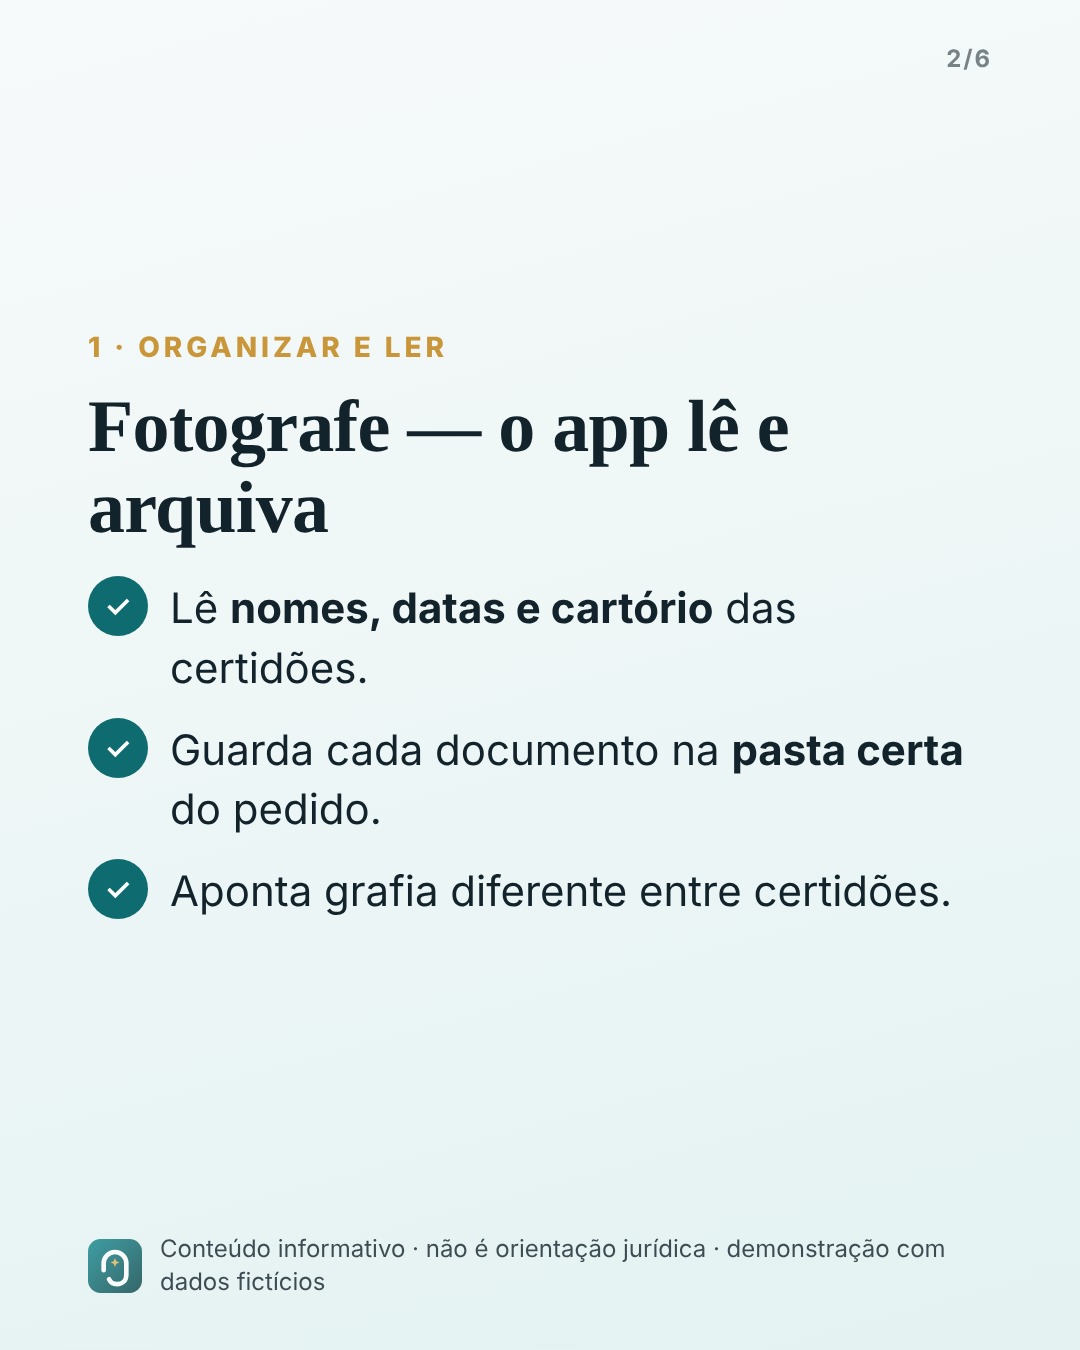 2/6
1 · ORGANIZAR E LER
Fotografe — o app lê e
arquiva
Lê nomes, datas e cartório das
certidões.
Guarda cada documento na pasta certa
do pedido.
Aponta grafia diferente entre certidões.
Conteúdo informativo · não é orientação jurídica · demonstração com
dados fictícios